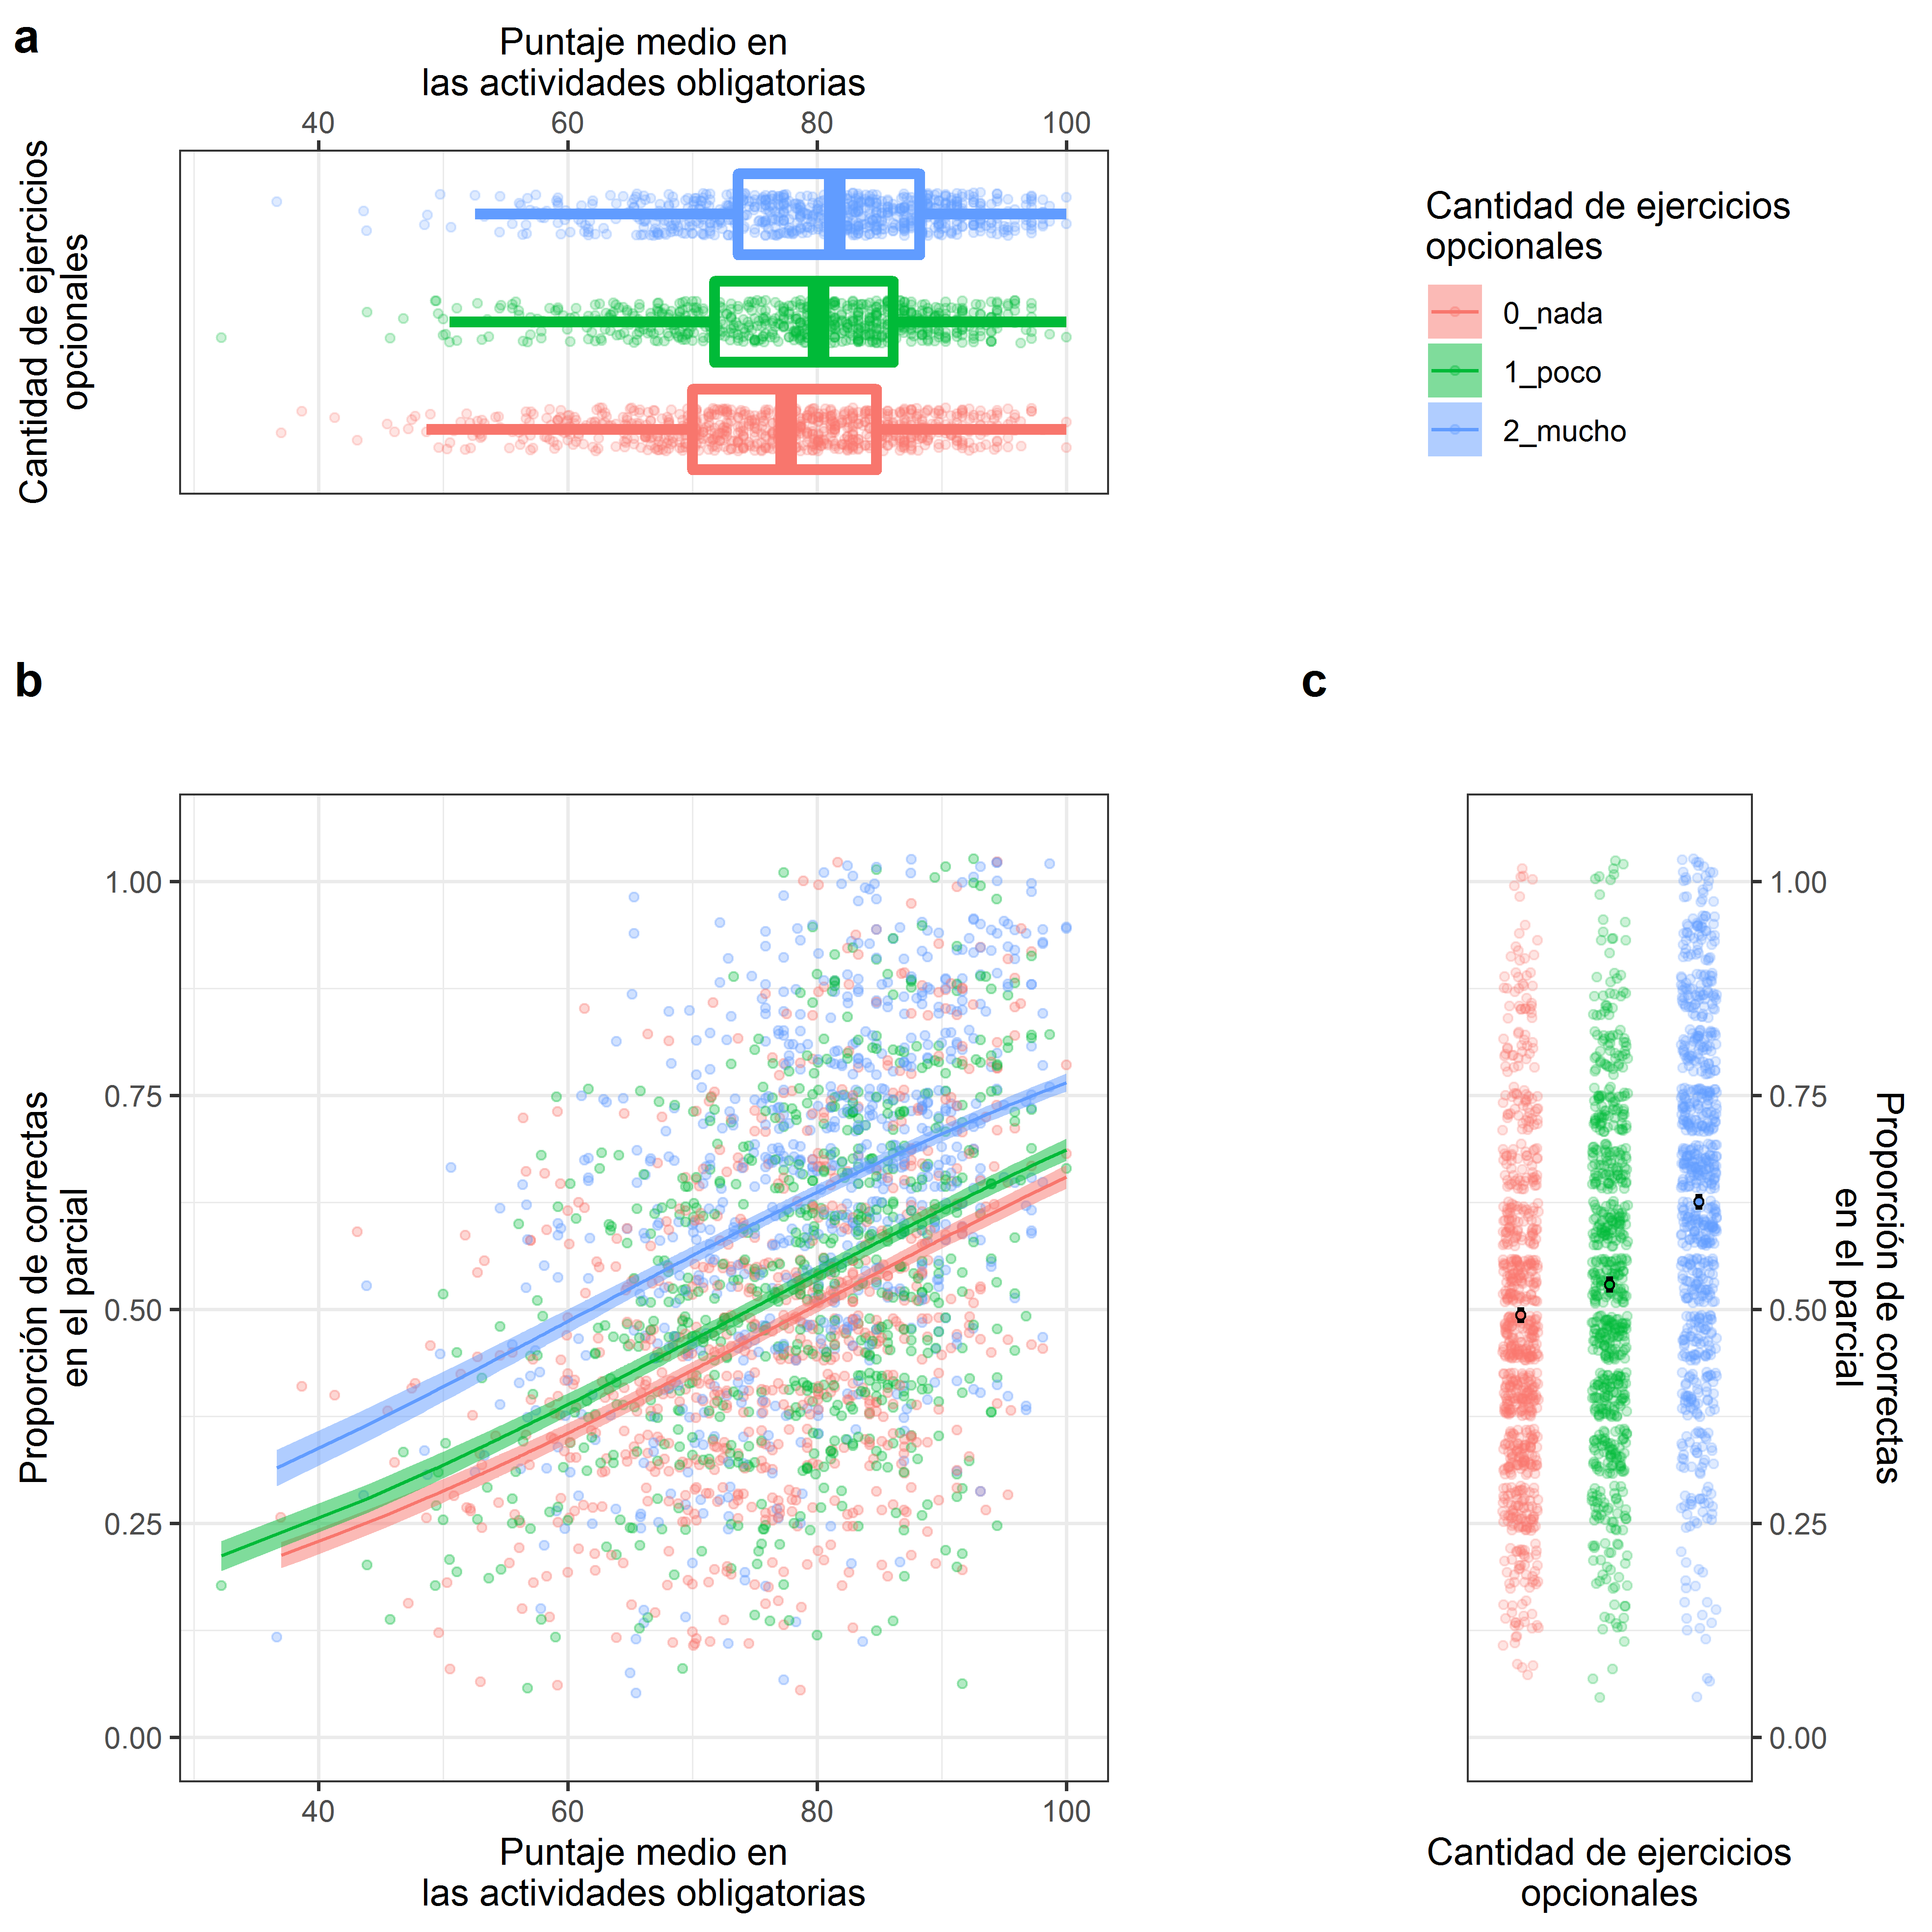 a
Puntaje medio en
las actividades obligatorias
40 60 80 100
Cantidad de ejercicios
opcionales
Cantidad de ejercicios
opcionales
0_nada
1_poco
2_mucho
b
Proporción de correctas
en el parcial
1.00
0.75
0.50
0.25
0.00
40 60 80 100
Puntaje medio en
las actividades obligatorias
c
1.00
0.75
0.50
0.25
0.00
Proporción de correctas
en el parcial
Cantidad de ejercicios
opcionales